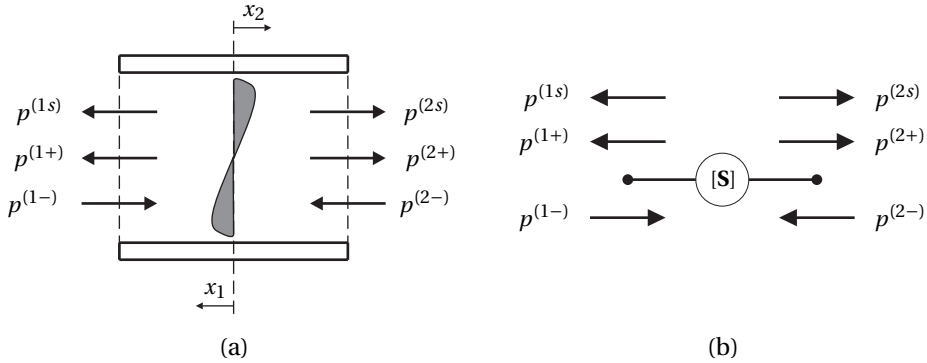 x₂
p⁽¹ˢ⁾ p⁽²ˢ⁾
p⁽¹⁺⁾ p⁽²⁺⁾
p⁽¹⁻⁾ p⁽²⁻⁾
x₁
(a)
p⁽¹ˢ⁾ p⁽²ˢ⁾
p⁽¹⁺⁾ p⁽²⁺⁾
[S]
p⁽¹⁻⁾ p⁽²⁻⁾
(b)